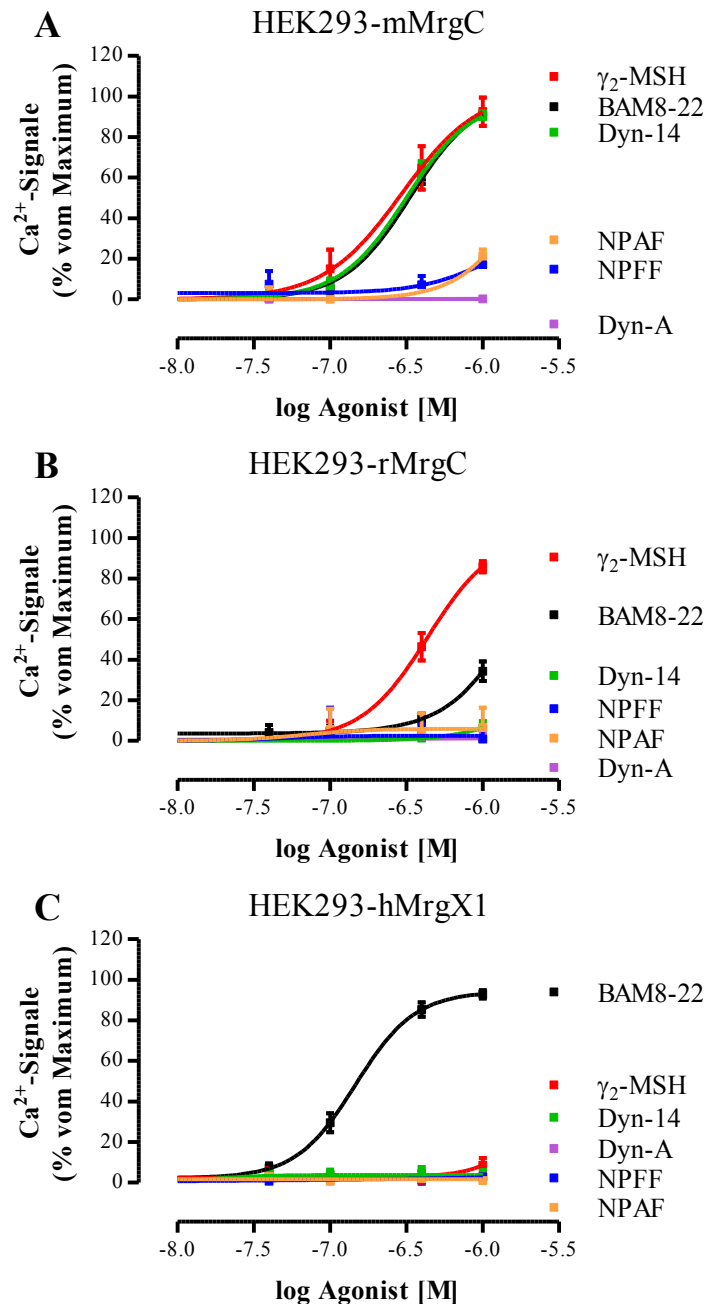 A
HEK293-mMrgC
Ca²⁺-Signale
(% vom Maximum)
120
100
80
60
40
20
0
-8.0 -7.5 -7.0 -6.5 -6.0 -5.5
log Agonist [M]
γ₂-MSH
BAM8-22
Dyn-14
NPAF
NPFF
Dyn-A
B
HEK293-rMrgC
Ca²⁺-Signale
(% vom Maximum)
120
100
80
60
40
20
0
-8.0 -7.5 -7.0 -6.5 -6.0 -5.5
log Agonist [M]
γ₂-MSH
BAM8-22
Dyn-14
NPFF
NPAF
Dyn-A
C
HEK293-hMrgX1
Ca²⁺-Signale
(% vom Maximum)
120
100
80
60
40
20
0
-8.0 -7.5 -7.0 -6.5 -6.0 -5.5
log Agonist [M]
BAM8-22
γ₂-MSH
Dyn-14
Dyn-A
NPFF
NPAF